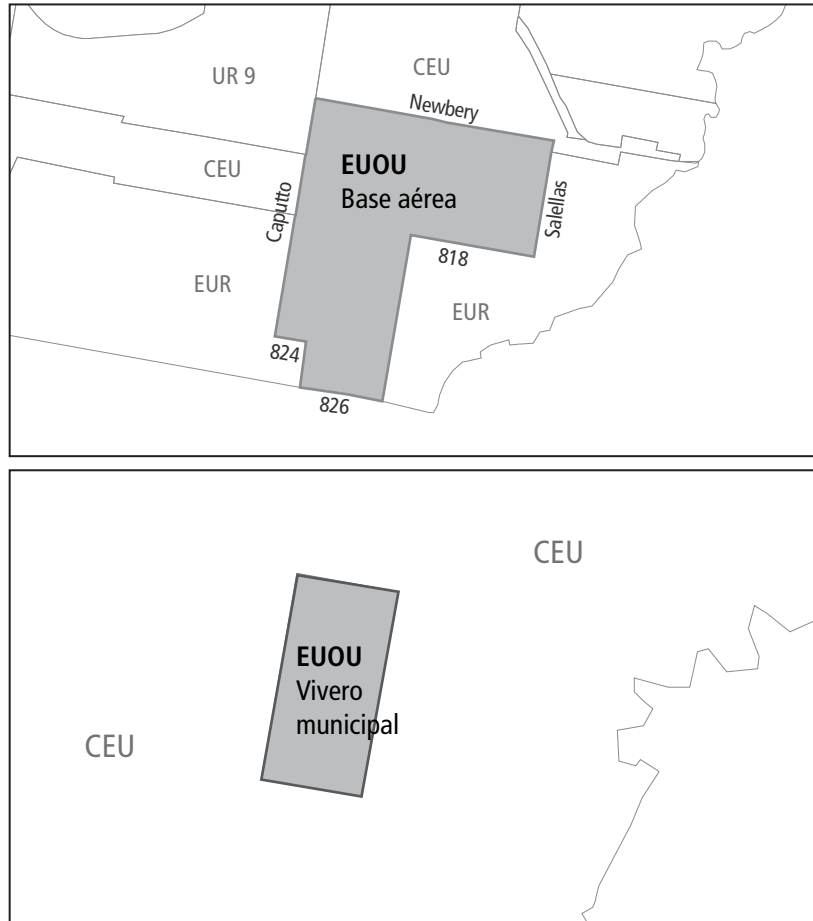 UR 9
CEU
Newbery
EUOU
Base aérea
CEU
Caputto
Salellas
818
EUR
EUR
824
826
CEU
EUOU
Vivero
municipal
CEU